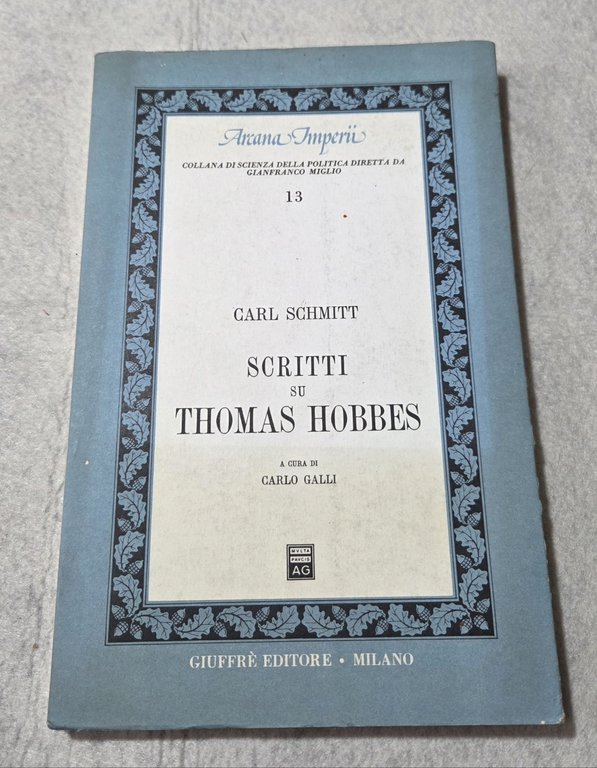 Arcana Imperii
COLLANA DI SCIENZA DELLA POLITICA DIRETTA DA
GIANFRANCO MIGLIO
13
CARL SCHMITT
SCRITTI
SU
THOMAS HOBBES
A CURA DI
CARLO GALLI
MVLTA
PAVCIS
AG
GIUFFRÈ EDITORE • MILANO